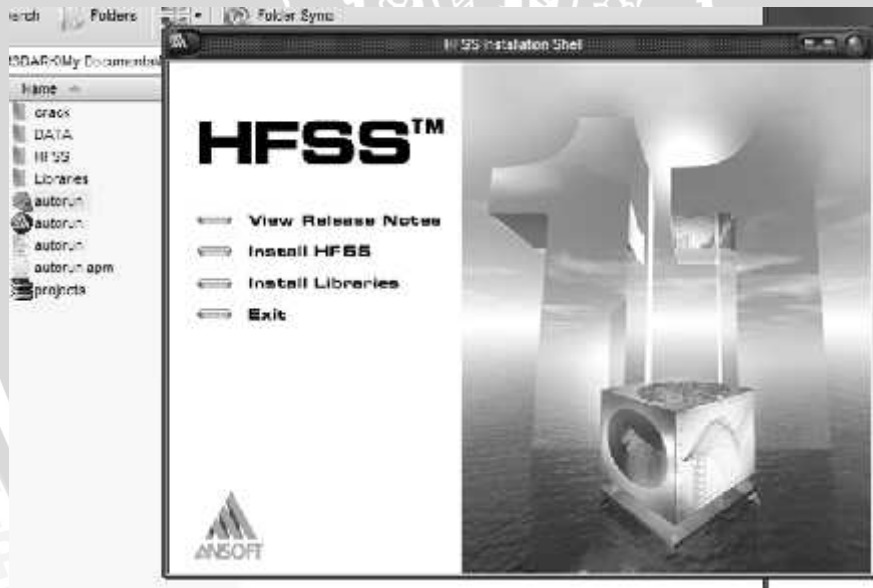 Folders
Folder Sync
HFSS Installation Shell
Name
crack
DATA
HFSS
Libraries
autorun
autorun
autorun
autorun.apm
projects
HFSS™
View Release Notes
Install HFSS
Install Libraries
Exit
ANSOFT